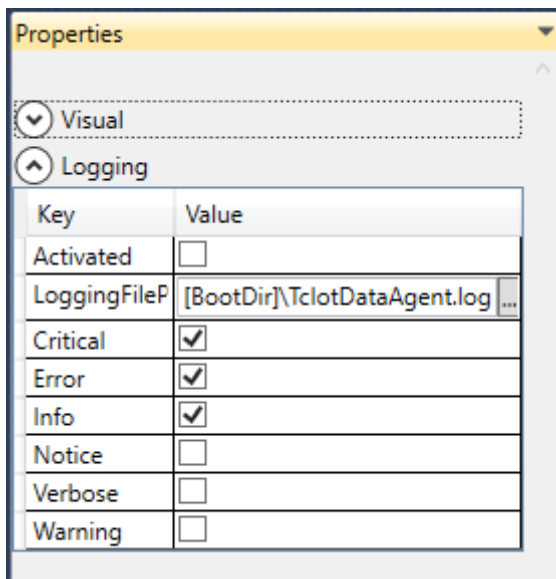 Properties
Visual
Logging
Key Value
Activated
LoggingFileP [BootDir]\TcIotDataAgent.log ...
Critical
Error
Info
Notice
Verbose
Warning